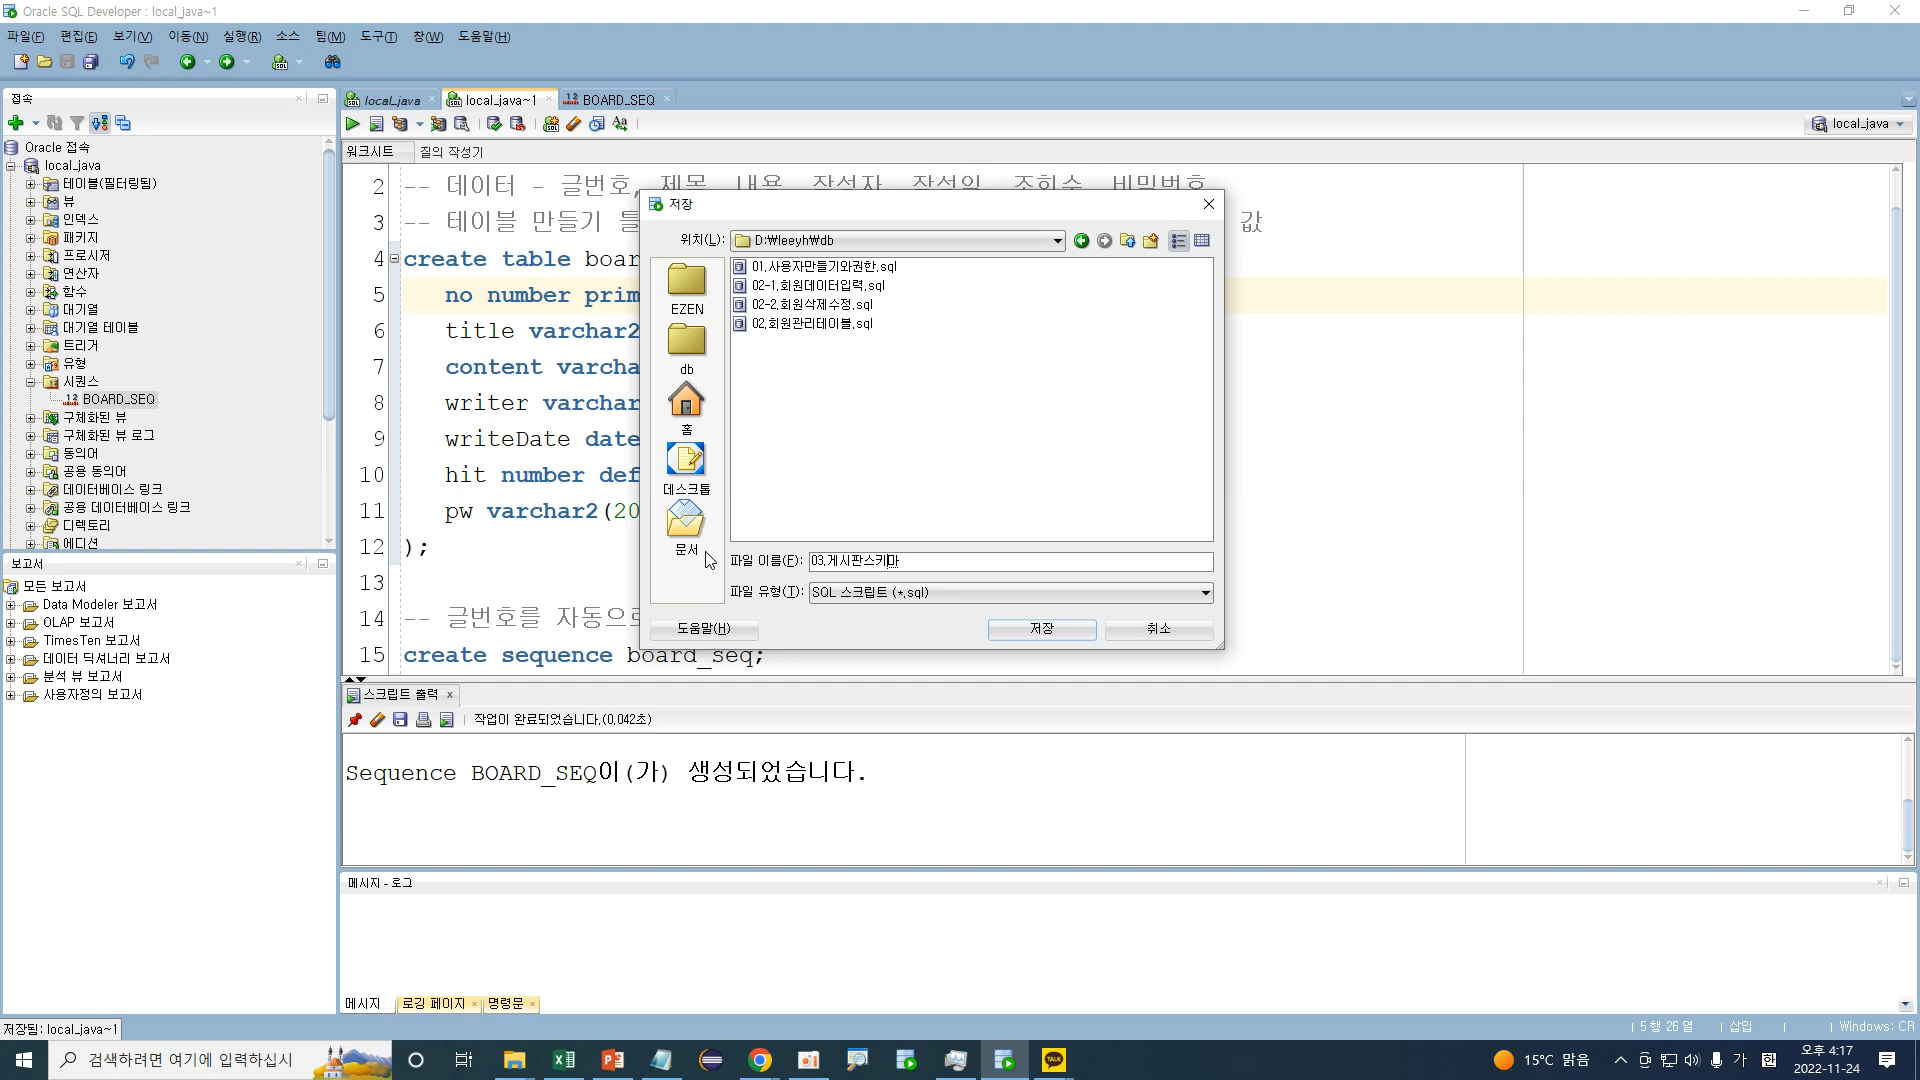 Oracle SQL Developer : local_java~1
파일(F) 편집(E) 보기(V) 이동(N) 실행(R) 소스 팀(M) 도구(T) 창(W) 도움말(H)
접속
Oracle 접속
local_java
테이블(필터링됨)
뷰
인덱스
패키지
프로시저
연산자
함수
대기열
대기열 테이블
트리거
유형
시퀀스
BOARD_SEQ
구체화된 뷰
구체화된 뷰 로그
동의어
공용 동의어
데이터베이스 링크
공용 데이터베이스 링크
디렉토리
에디션
보고서
모든 보고서
Data Modeler 보고서
OLAP 보고서
TimesTen 보고서
데이터 딕셔너리 보고서
분석 뷰 보고서
사용자정의 보고서
local_java local_java~1 BOARD_SEQ
local_java
워크시트 질의 작성기
2 -- 데이터 - 글번호, 제목, 내용, 작성자, 작성일, 조회수, 비밀번호
3 -- 테이블 만들기 틀 값
4 create table boar
5 no number prim
6 title varchar2
7 content varcha
8 writer varchar
9 writeDate date
10 hit number def
11 pw varchar2(20
12 );
13
14 -- 글번호를 자동으로
15 create sequence board_seq;
저장
위치(L): D:₩leeyh₩db
EZEN
db
홈
데스크톱
문서
01.사용자만들기와권한.sql
02-1.회원데이터입력.sql
02-2.회원삭제수정.sql
02.회원관리테이블.sql
파일 이름(F): 03.게시판스키마
파일 유형(T): SQL 스크립트 (*.sql)
도움말(H) 저장 취소
스크립트 출력
작업이 완료되었습니다.(0.042초)
Sequence BOARD_SEQ이(가) 생성되었습니다.
메시지 - 로그
메시지 로깅 페이지 명령문
저장됨: local_java~1
5행 26열 삽입 Windows: CR
검색하려면 여기에 입력하십시
TALK
15°C 맑음
가 한
오후 4:17
2022-11-24